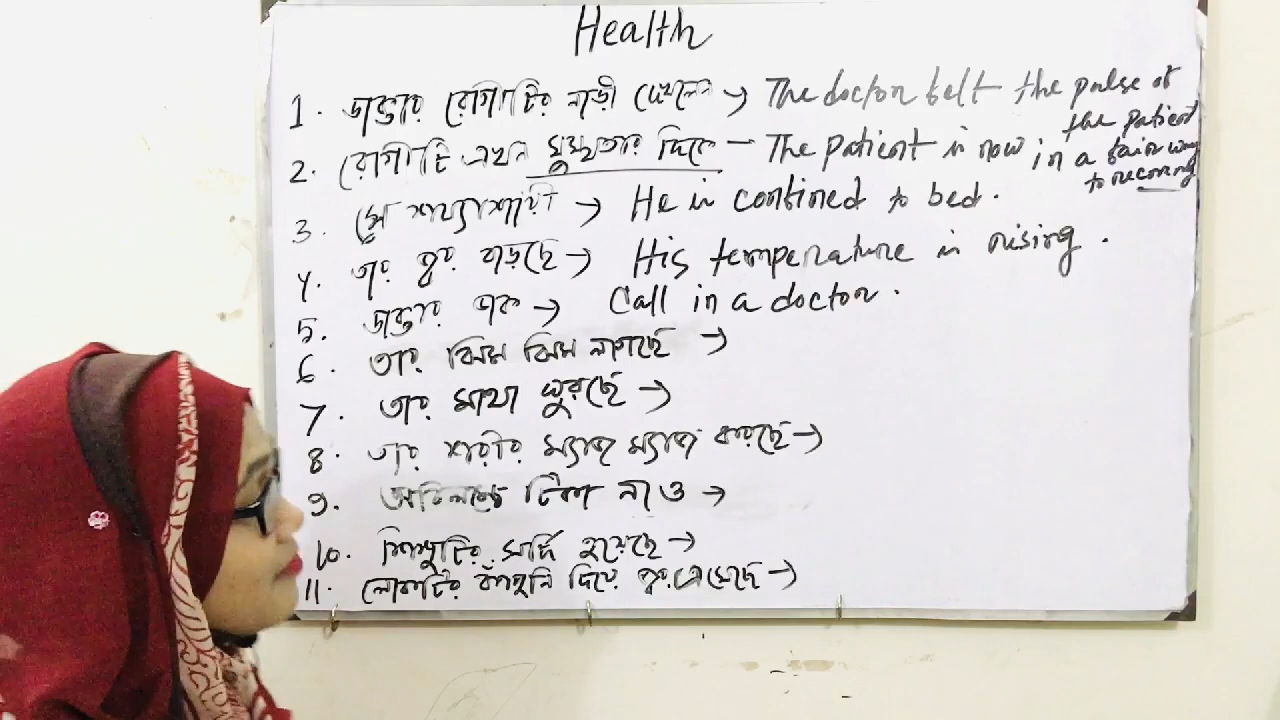 Health
1. ডাক্তার রোগীটির নাড়ী দেখলেন → The doctor felt the pulse of the patient
2. রোগীটি এখন সুস্থতার দিকে – The patient is now in a fair way to recovery
3. সে শয্যাশায়ী → He is confined to bed.
4. তার জ্বর বাড়ছে → His temperature is rising.
5. ডাক্তার ডাক → Call in a doctor.
6. তার ঝিম ঝিম লাগছে →
7. তার মাথা ঘুরছে →
8. তার শরীর ম্যাজ ম্যাজ করছে →
9. অবিলম্বে টিকা নাও →
10. শিশুটির সর্দি হয়েছে →
11. লোকটির কাঁপুনি দিয়ে জ্বর এসেছে →